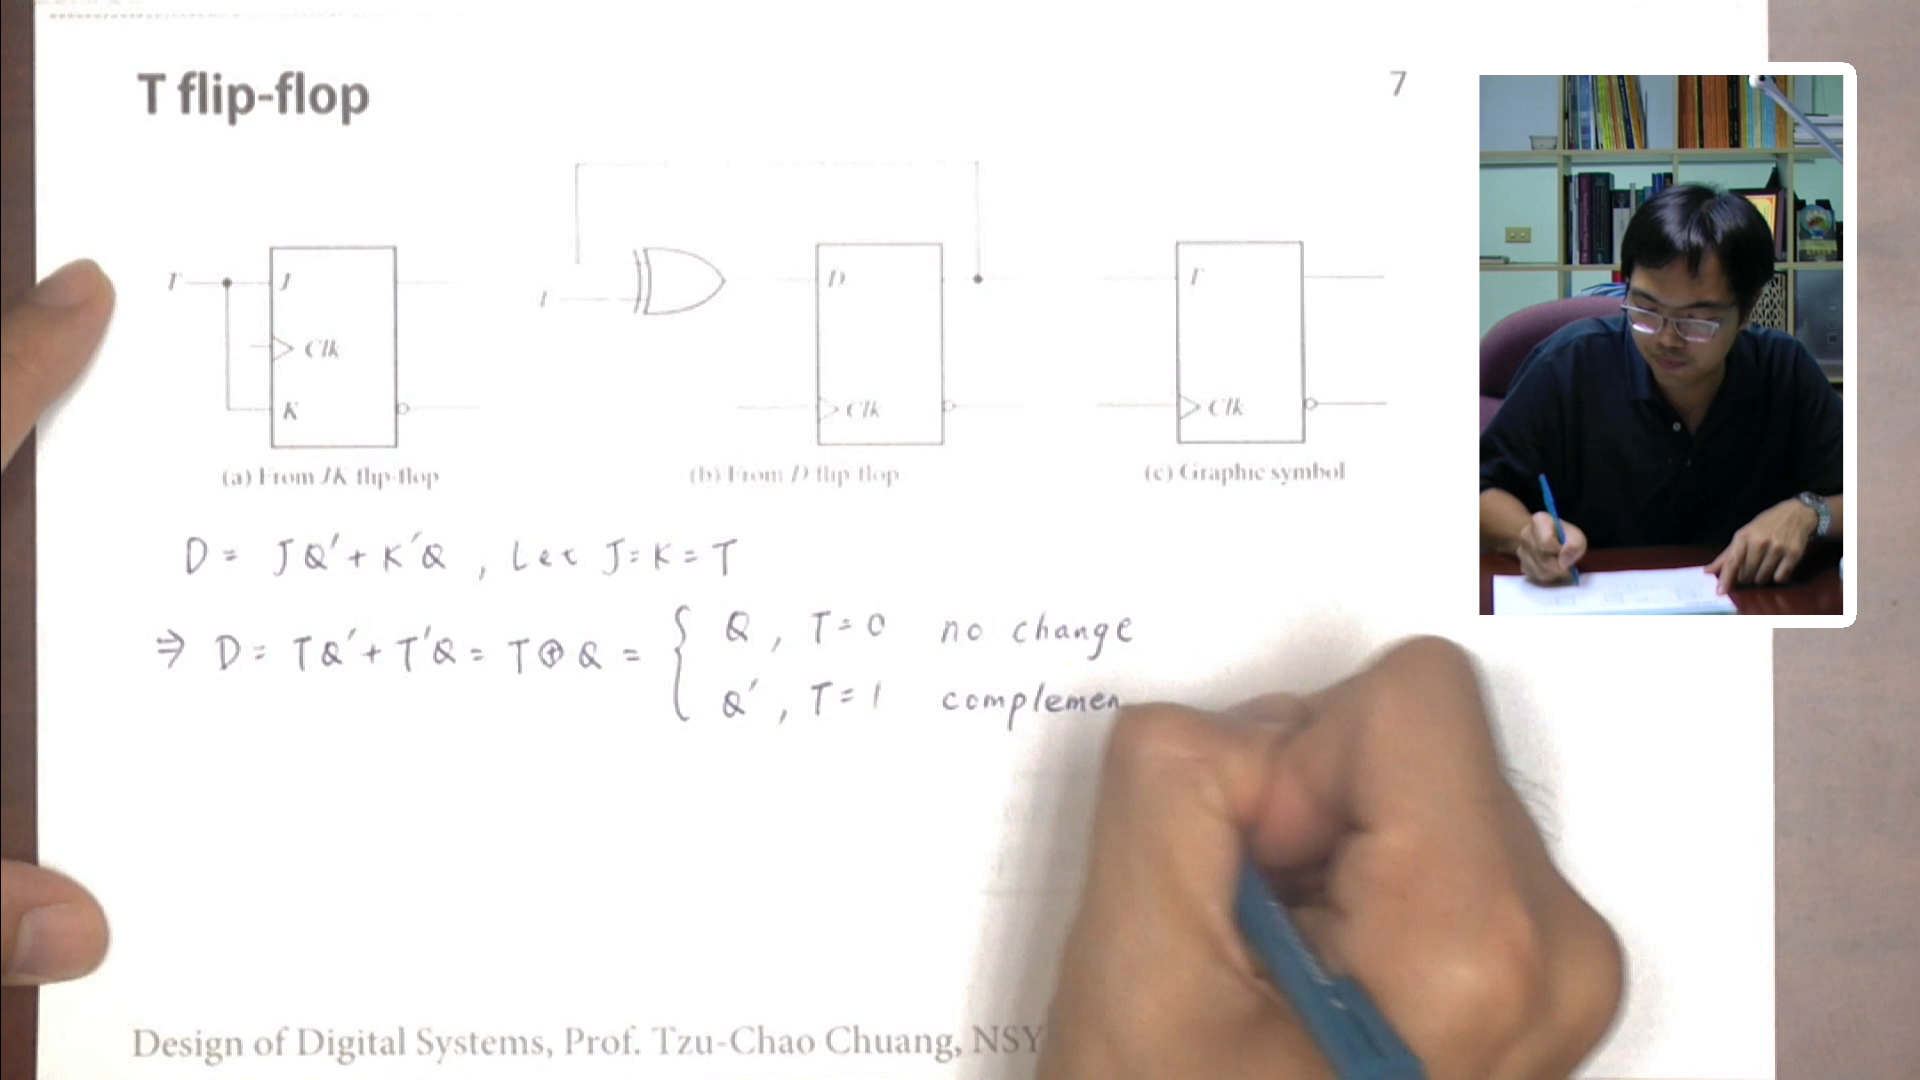 T flip-flop
7
T
J
Clk
K
D
Clk
T
Clk
(a) From JK flip-flop
(b) From D flip flop
(c) Graphic symbol
D = JQ' + K'Q , Let J = K = T
⇒ D = TQ' + T'Q = T ⊕ Q = { Q , T = 0 no change
Q' , T = 1 complemen
Design of Digital Systems, Prof. Tzu-Chao Chuang, NSY